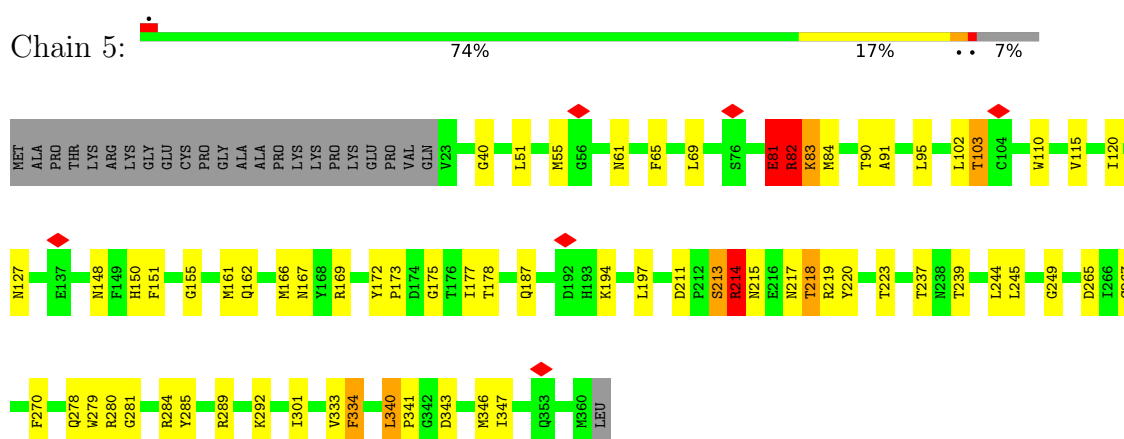 Chain 5:
74% 17% • • 7%
MET ALA PRO THR LYS ARG LYS GLY GLU CYS PRO GLY ALA ALA PRO LYS LYS PRO LYS GLU PRO VAL GLN V23 G40 L51 M55 G56 N61 F65 L69 S76 E81 R82 K83 M84 T90 A91 L95 L102 T103 C104 W110 V115 I120
N127 E137 N148 F149 H150 F151 G155 M161 Q162 M166 N167 Y168 R169 Y172 P173 D174 G175 T176 I177 T178 Q187 D192 H193 K194 L197 D211 P212 S213 R214 N215 E216 N217 T218 R219 Y220 T223 T237 N238 T239 L244 L245 G249 D265 I266
F270 Q278 W279 R280 G281 R284 Y285 R289 K292 I301 V333 F334 L340 P341 G342 D343 M346 I347 Q353 M360 LEU